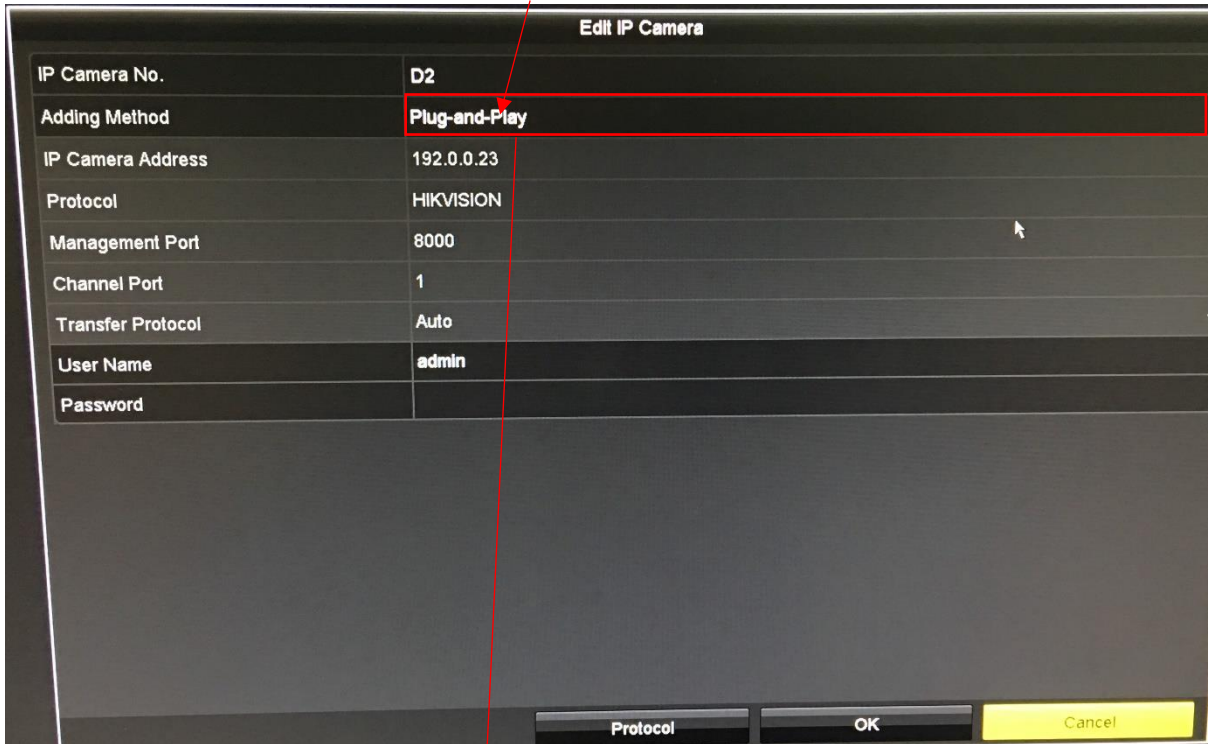 Edit IP Camera
IP Camera No. D2
Adding Method Plug-and-Play
IP Camera Address 192.0.0.23
Protocol HIKVISION
Management Port 8000
Channel Port 1
Transfer Protocol Auto
User Name admin
Password
Protocol OK Cancel